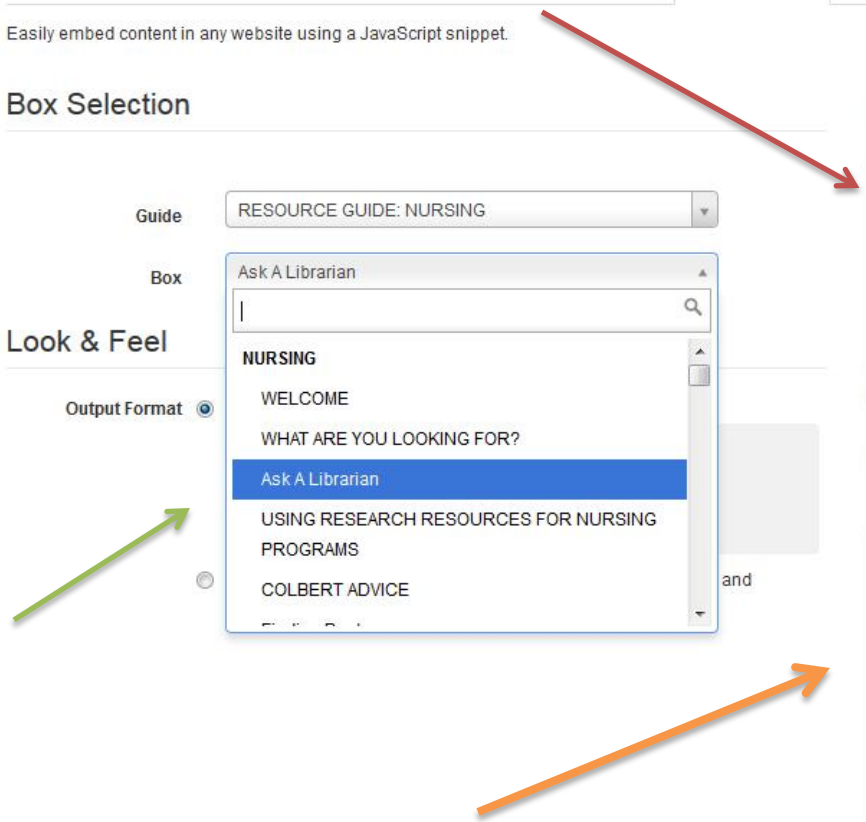 Easily embed content in any website using a JavaScript snippet.
Box Selection
Guide
RESOURCE GUIDE: NURSING
Box
Ask A Librarian
Look & Feel
NURSING
WELCOME
Output Format
WHAT ARE YOU LOOKING FOR?
Ask A Librarian
USING RESEARCH RESOURCES FOR NURSING
PROGRAMS
COLBERT ADVICE
and